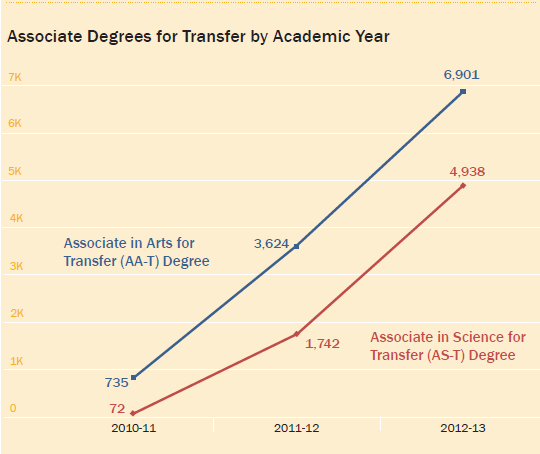 Associate Degrees for Transfer by Academic Year
7K
6,901
6K
5K
4,938
4K
Associate in Arts for
Transfer (AA-T) Degree
3,624
3K
2K
1,742
Associate in Science for
Transfer (AS-T) Degree
1K
735
72
0
2010-11
2011-12
2012-13